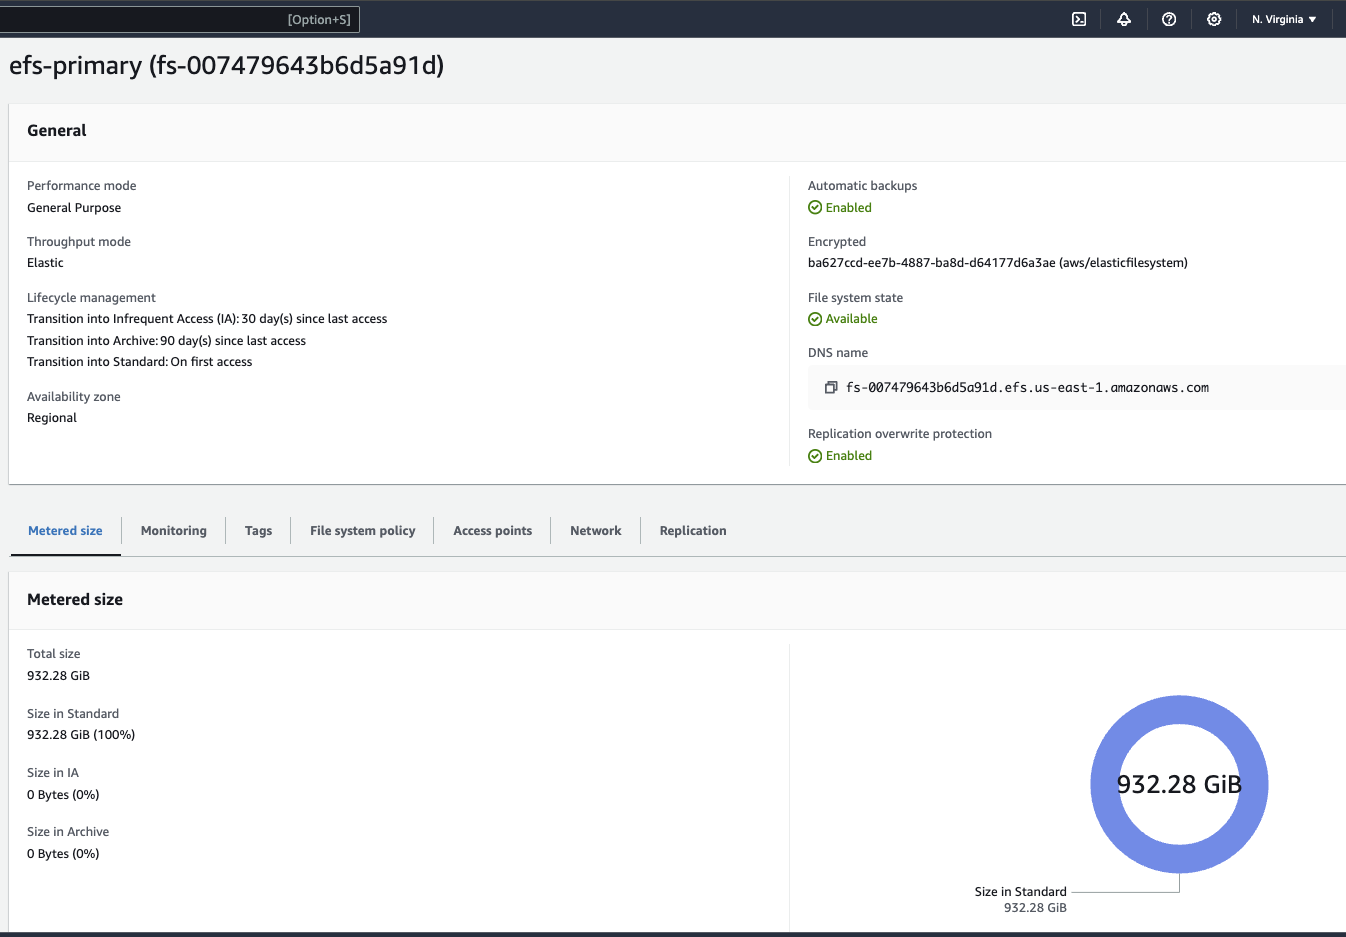 [Option+S]
N. Virginia ▼
efs-primary (fs-007479643b6d5a91d)
General
Performance mode
General Purpose
Throughput mode
Elastic
Lifecycle management
Transition into Infrequent Access (IA): 30 day(s) since last access
Transition into Archive: 90 day(s) since last access
Transition into Standard: On first access
Availability zone
Regional
Automatic backups
Enabled
Encrypted
ba627ccd-ee7b-4887-ba8d-d64177d6a3ae (aws/elasticfilesystem)
File system state
Available
DNS name
fs-007479643b6d5a91d.efs.us-east-1.amazonaws.com
Replication overwrite protection
Enabled
Metered size
Monitoring
Tags
File system policy
Access points
Network
Replication
Metered size
Total size
932.28 GiB
Size in Standard
932.28 GiB (100%)
Size in IA
0 Bytes (0%)
Size in Archive
0 Bytes (0%)
932.28 GiB
Size in Standard
932.28 GiB